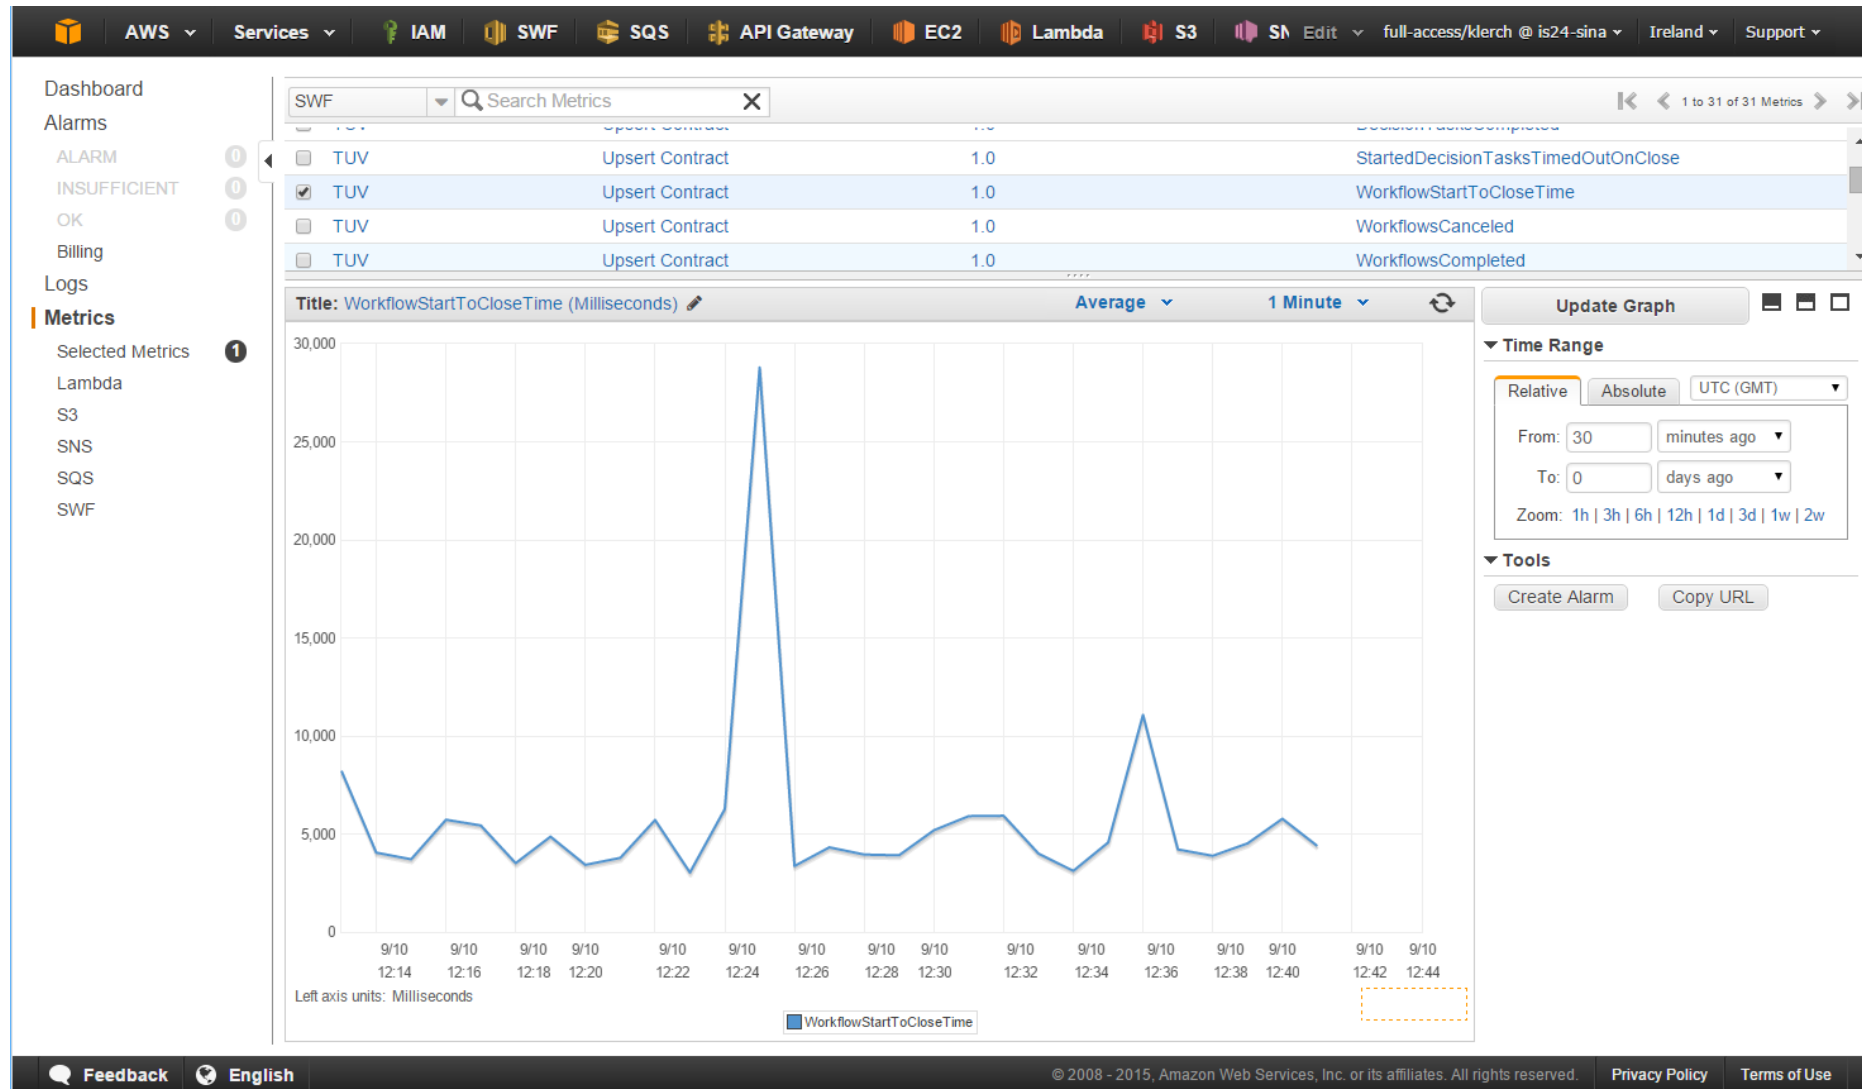 AWS Services IAM SWF SQS API Gateway EC2 Lambda S3 SN Edit full-access/klerch @ is24-sina Ireland Support
Dashboard
Alarms
ALARM 0
INSUFFICIENT 0
OK 0
Billing
Logs
Metrics
Selected Metrics 1
Lambda
S3
SNS
SQS
SWF
SWF Search Metrics 1 to 31 of 31 Metrics
TUV Upsert Contract 1.0 DecisionTasksCompleted
TUV Upsert Contract 1.0 StartedDecisionTasksTimedOutOnClose
TUV Upsert Contract 1.0 WorkflowStartToCloseTime
TUV Upsert Contract 1.0 WorkflowsCanceled
TUV Upsert Contract 1.0 WorkflowsCompleted
Title: WorkflowStartToCloseTime (Milliseconds) Average 1 Minute
30,000
25,000
20,000
15,000
10,000
5,000
0
9/10 9/10 9/10 9/10 9/10 9/10 9/10 9/10 9/10 9/10 9/10 9/10 9/10 9/10 9/10 9/10
12:14 12:16 12:18 12:20 12:22 12:24 12:26 12:28 12:30 12:32 12:34 12:36 12:38 12:40 12:42 12:44
Left axis units: Milliseconds
WorkflowStartToCloseTime
Update Graph
Time Range
Relative Absolute UTC (GMT)
From: 30 minutes ago
To: 0 days ago
Zoom: 1h | 3h | 6h | 12h | 1d | 3d | 1w | 2w
Tools
Create Alarm Copy URL
Feedback English © 2008 - 2015, Amazon Web Services, Inc. or its affiliates. All rights reserved. Privacy Policy Terms of Use